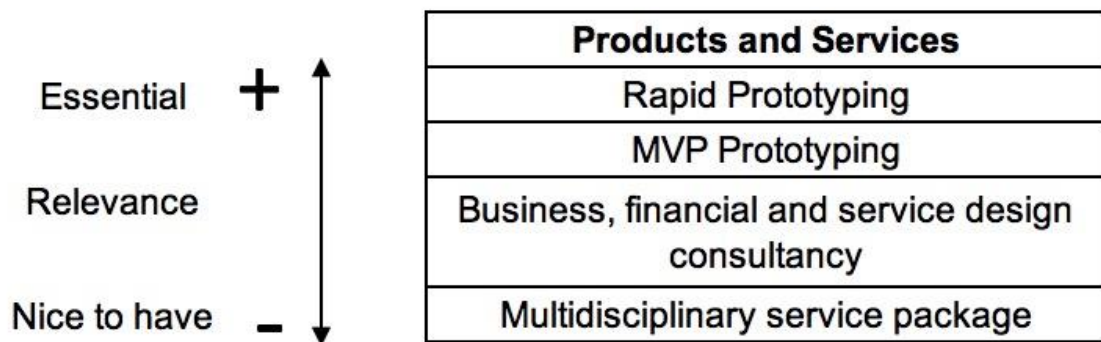 Products and Services
Essential +
Rapid Prototyping
MVP Prototyping
Relevance
Business, financial and service design
consultancy
Nice to have -
Multidisciplinary service package